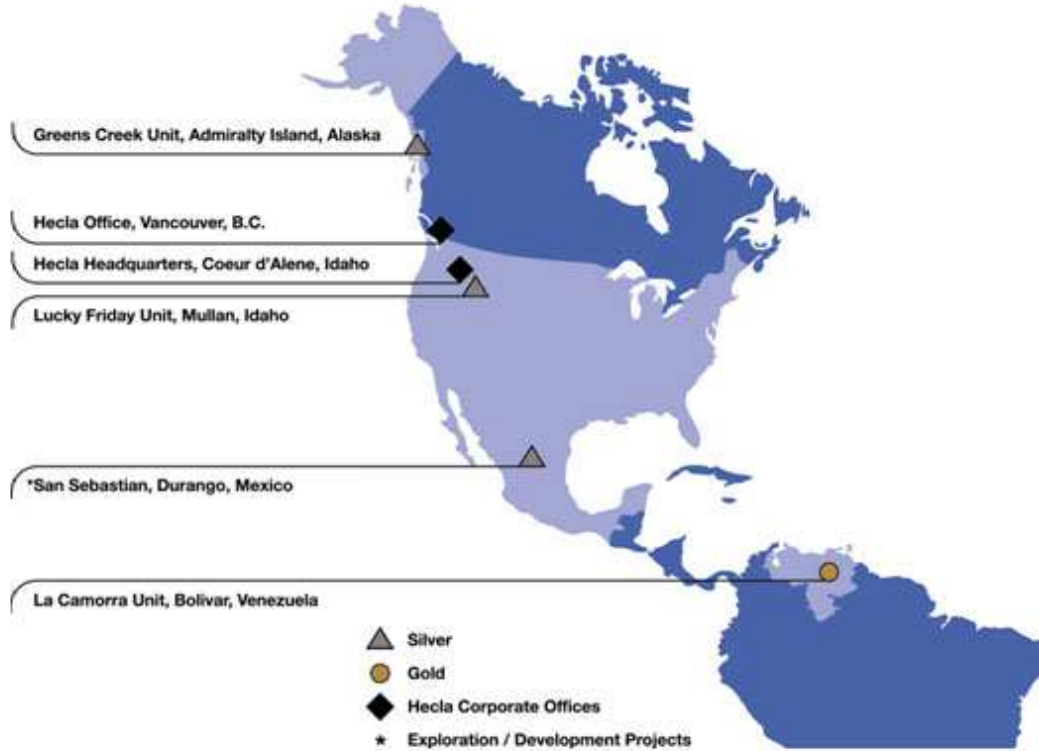 Greens Creek Unit, Admiralty Island, Alaska
Hecla Office, Vancouver, B.C.
Hecla Headquarters, Coeur d'Alene, Idaho
Lucky Friday Unit, Mullan, Idaho
*San Sebastian, Durango, Mexico
La Camorra Unit, Bolivar, Venezuela
Silver
Gold
Hecla Corporate Offices
Exploration / Development Projects